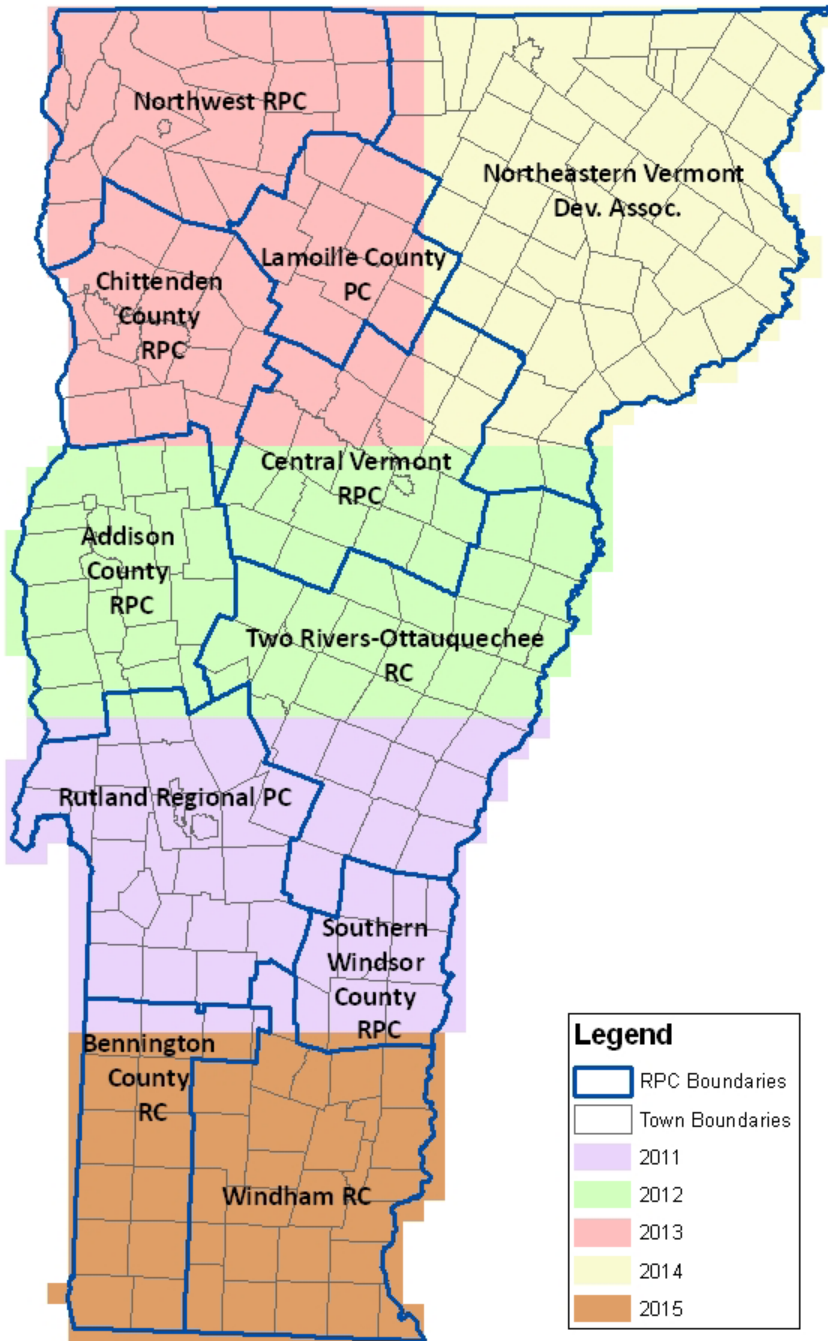 Northwest RPC
Northeastern Vermont
Dev. Assoc.
Lamoille County
PC
Chittenden
County
RPC
Central Vermont
RPC
Addison
County
RPC
Two Rivers-Ottauquechee
RC
Rutland Regional PC
Southern
Windsor
County
RPC
Bennington
County
RC
Windham RC
Legend
RPC Boundaries
Town Boundaries
2011
2012
2013
2014
2015